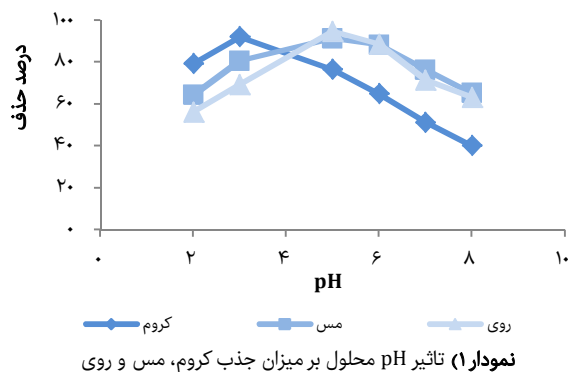 درصد حذف
۱۰۰
۸۰
۶۰
۴۰
۲۰
۰
۰ ۲ ۴ ۶ ۸ ۱۰
pH
کروم مس روی
نمودار۱) تاثیر pH محلول بر میزان جذب کروم، مس و روی